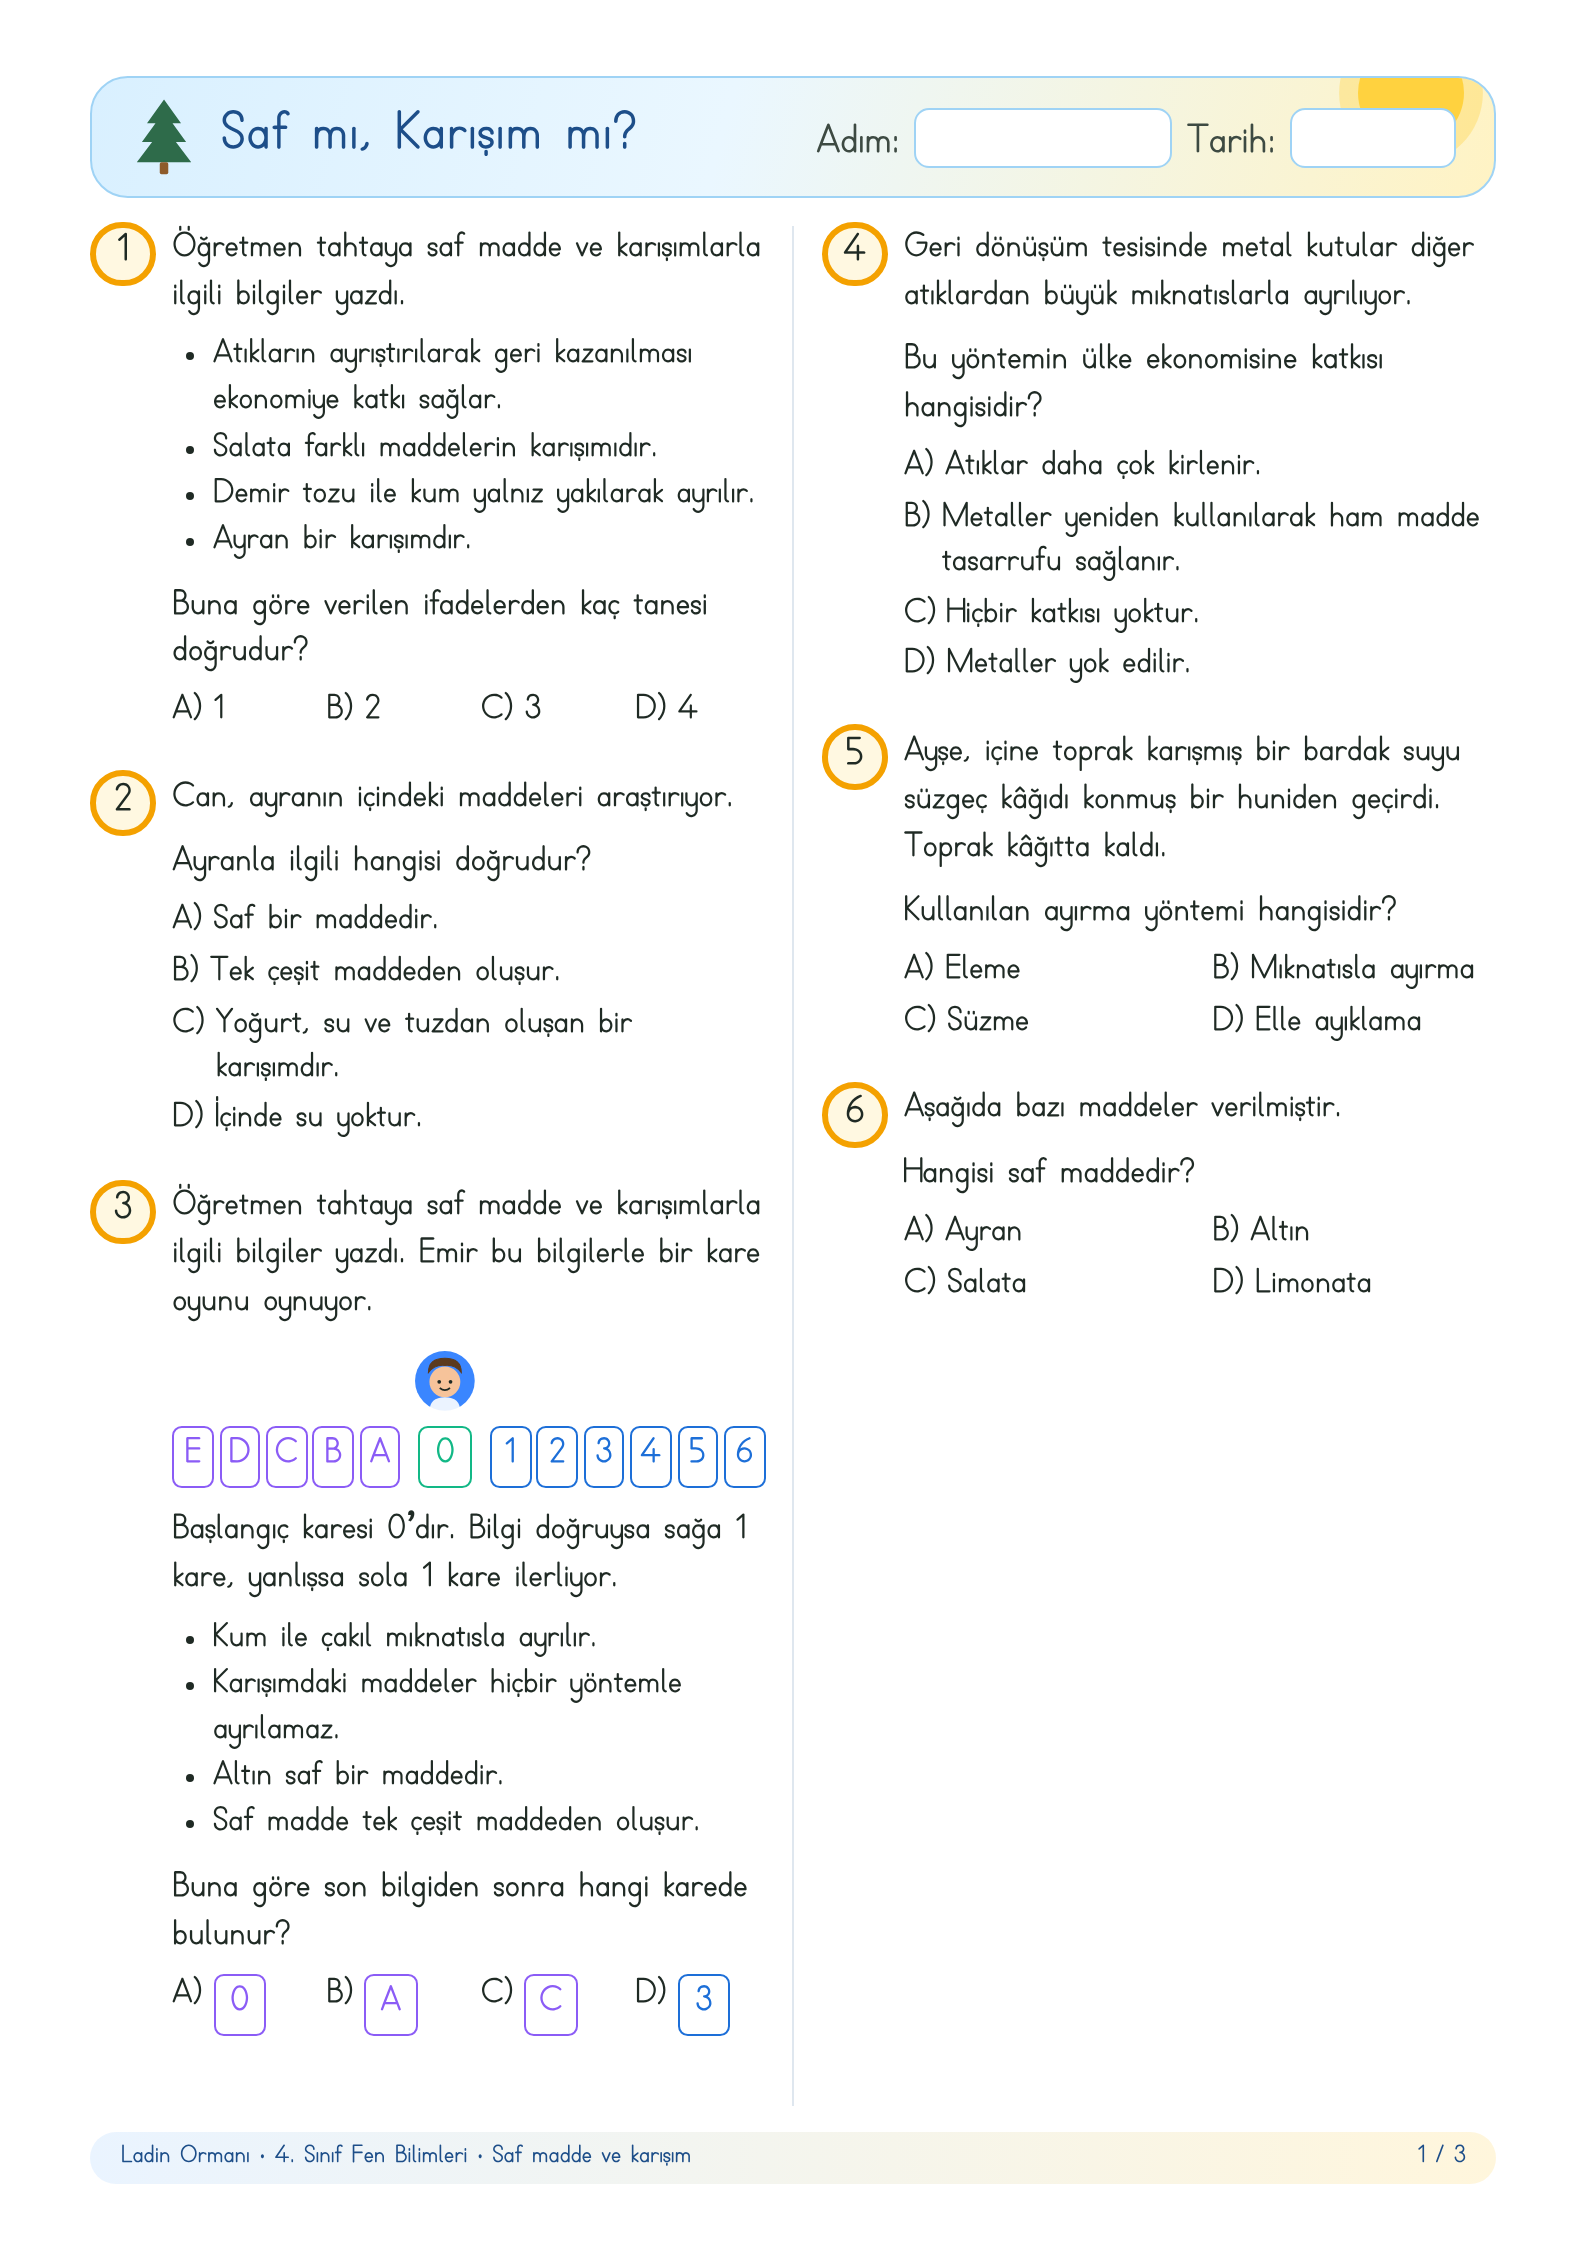 Saf mı, Karışım mı?
Adım:
Tarih:
1
Öğretmen tahtaya saf madde ve karışımlarla
ilgili bilgiler yazdı.
• Atıkların ayrıştırılarak geri kazanılması
ekonomiye katkı sağlar.
• Salata farklı maddelerin karışımıdır.
• Demir tozu ile kum yalnız yakılarak ayrılır.
• Ayran bir karışımdır.
Buna göre verilen ifadelerden kaç tanesi
doğrudur?
A) 1 B) 2 C) 3 D) 4
2
Can, ayranın içindeki maddeleri araştırıyor.
Ayranla ilgili hangisi doğrudur?
A) Saf bir maddedir.
B) Tek çeşit maddeden oluşur.
C) Yoğurt, su ve tuzdan oluşan bir
karışımdır.
D) İçinde su yoktur.
3
Öğretmen tahtaya saf madde ve karışımlarla
ilgili bilgiler yazdı. Emir bu bilgilerle bir kare
oyunu oynuyor.
E D C B A 0 1 2 3 4 5 6
Başlangıç karesi 0’dır. Bilgi doğruysa sağa 1
kare, yanlışsa sola 1 kare ilerliyor.
• Kum ile çakıl mıknatısla ayrılır.
• Karışımdaki maddeler hiçbir yöntemle
ayrılamaz.
• Altın saf bir maddedir.
• Saf madde tek çeşit maddeden oluşur.
Buna göre son bilgiden sonra hangi karede
bulunur?
A) 0 B) A C) C D) 3
4
Geri dönüşüm tesisinde metal kutular diğer
atıklardan büyük mıknatıslarla ayrılıyor.
Bu yöntemin ülke ekonomisine katkısı
hangisidir?
A) Atıklar daha çok kirlenir.
B) Metaller yeniden kullanılarak ham madde
tasarrufu sağlanır.
C) Hiçbir katkısı yoktur.
D) Metaller yok edilir.
5
Ayşe, içine toprak karışmış bir bardak suyu
süzgeç kâğıdı konmuş bir huniden geçirdi.
Toprak kâğıtta kaldı.
Kullanılan ayırma yöntemi hangisidir?
A) Eleme B) Mıknatısla ayırma
C) Süzme D) Elle ayıklama
6
Aşağıda bazı maddeler verilmiştir.
Hangisi saf maddedir?
A) Ayran B) Altın
C) Salata D) Limonata
Ladin Ormanı • 4. Sınıf Fen Bilimleri • Saf madde ve karışım
1 / 3